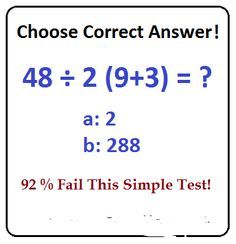 Choose Correct Answer!
48 ÷ 2 (9+3) = ?
a: 2
b: 288
92 % Fail This Simple Test!